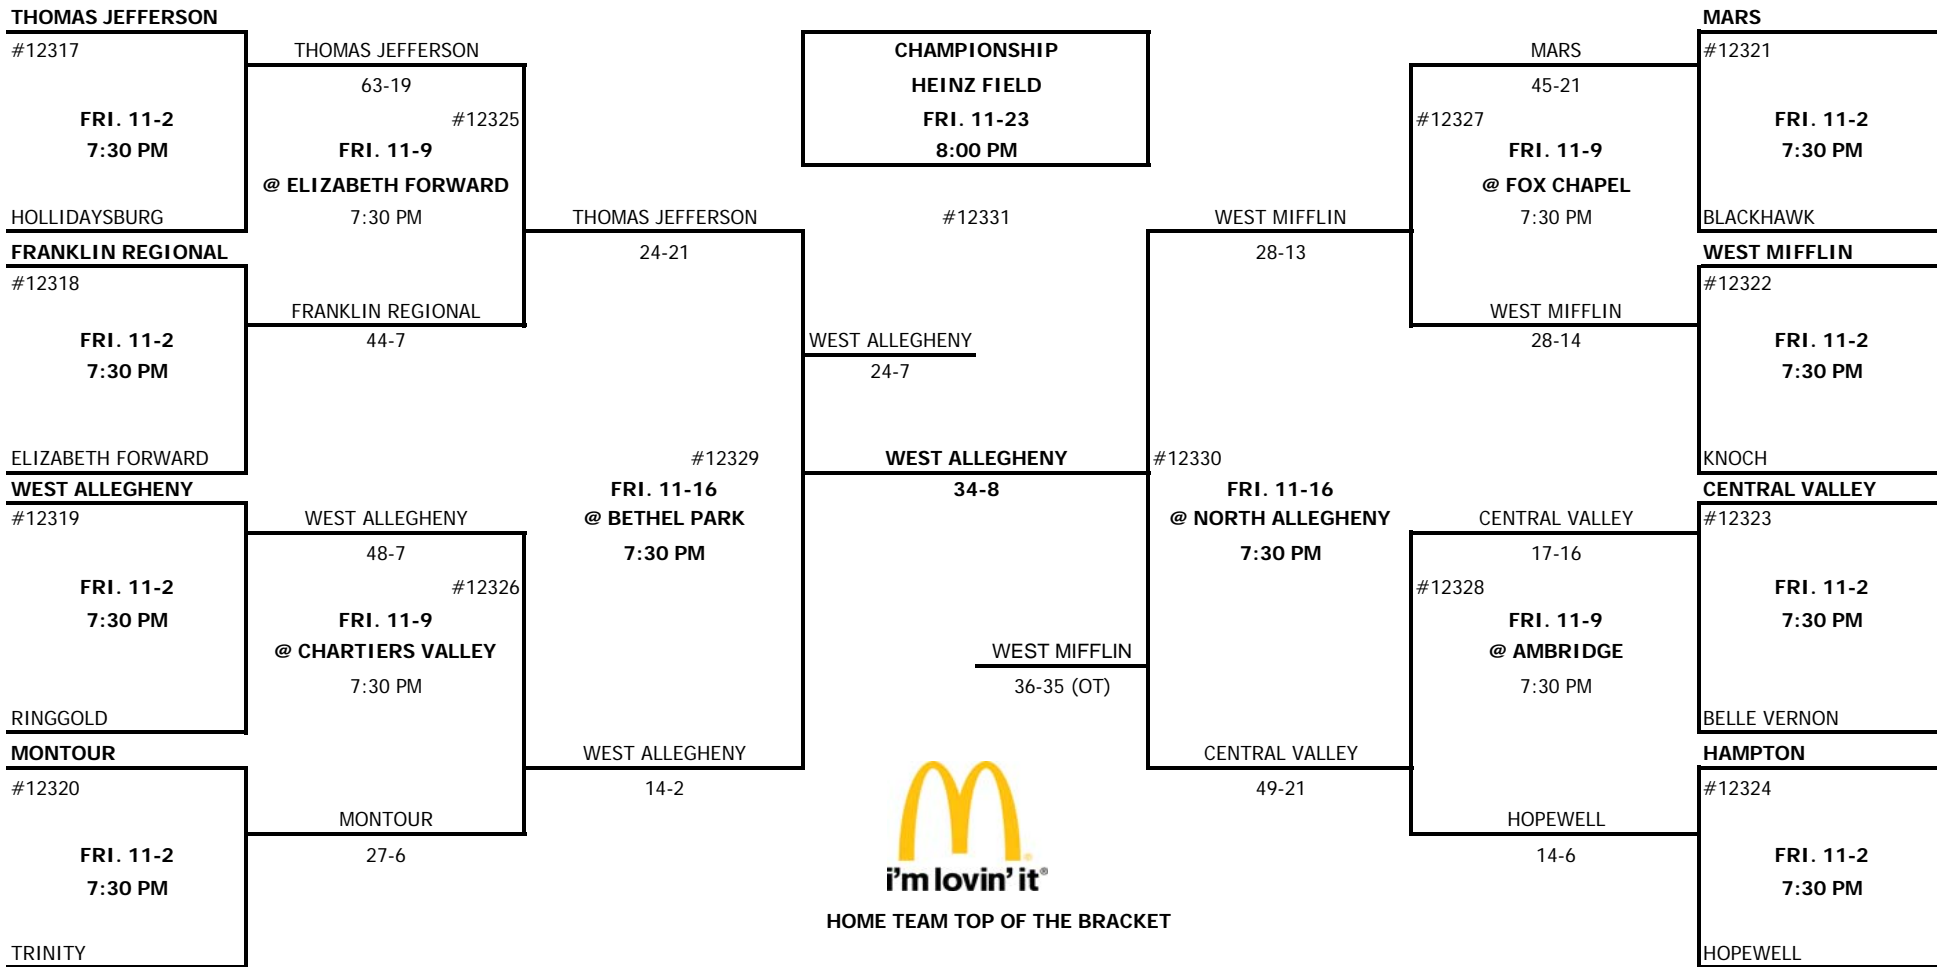 THOMAS JEFFERSON
#12317
FRI. 11-2
7:30 PM
HOLLIDAYSBURG
FRANKLIN REGIONAL
#12318
FRI. 11-2
7:30 PM
ELIZABETH FORWARD
WEST ALLEGHENY
#12319
FRI. 11-2
7:30 PM
RINGGOLD
MONTOUR
#12320
FRI. 11-2
7:30 PM
TRINITY
THOMAS JEFFERSON
63-19
#12325
FRI. 11-9
@ ELIZABETH FORWARD
7:30 PM
FRANKLIN REGIONAL
44-7
WEST ALLEGHENY
48-7
#12326
FRI. 11-9
@ CHARTIERS VALLEY
7:30 PM
MONTOUR
27-6
THOMAS JEFFERSON
24-21
#12329
FRI. 11-16
@ BETHEL PARK
7:30 PM
WEST ALLEGHENY
14-2
CHAMPIONSHIP
HEINZ FIELD
FRI. 11-23
8:00 PM
#12331
WEST ALLEGHENY
24-7
WEST ALLEGHENY
34-8
WEST MIFFLIN
36-35 (OT)
i'm lovin' it®
HOME TEAM TOP OF THE BRACKET
WEST MIFFLIN
28-13
#12330
FRI. 11-16
@ NORTH ALLEGHENY
7:30 PM
CENTRAL VALLEY
49-21
MARS
45-21
#12327
FRI. 11-9
@ FOX CHAPEL
7:30 PM
WEST MIFFLIN
28-14
CENTRAL VALLEY
17-16
#12328
FRI. 11-9
@ AMBRIDGE
7:30 PM
HOPEWELL
14-6
MARS
#12321
FRI. 11-2
7:30 PM
BLACKHAWK
WEST MIFFLIN
#12322
FRI. 11-2
7:30 PM
KNOCH
CENTRAL VALLEY
#12323
FRI. 11-2
7:30 PM
BELLE VERNON
HAMPTON
#12324
FRI. 11-2
7:30 PM
HOPEWELL